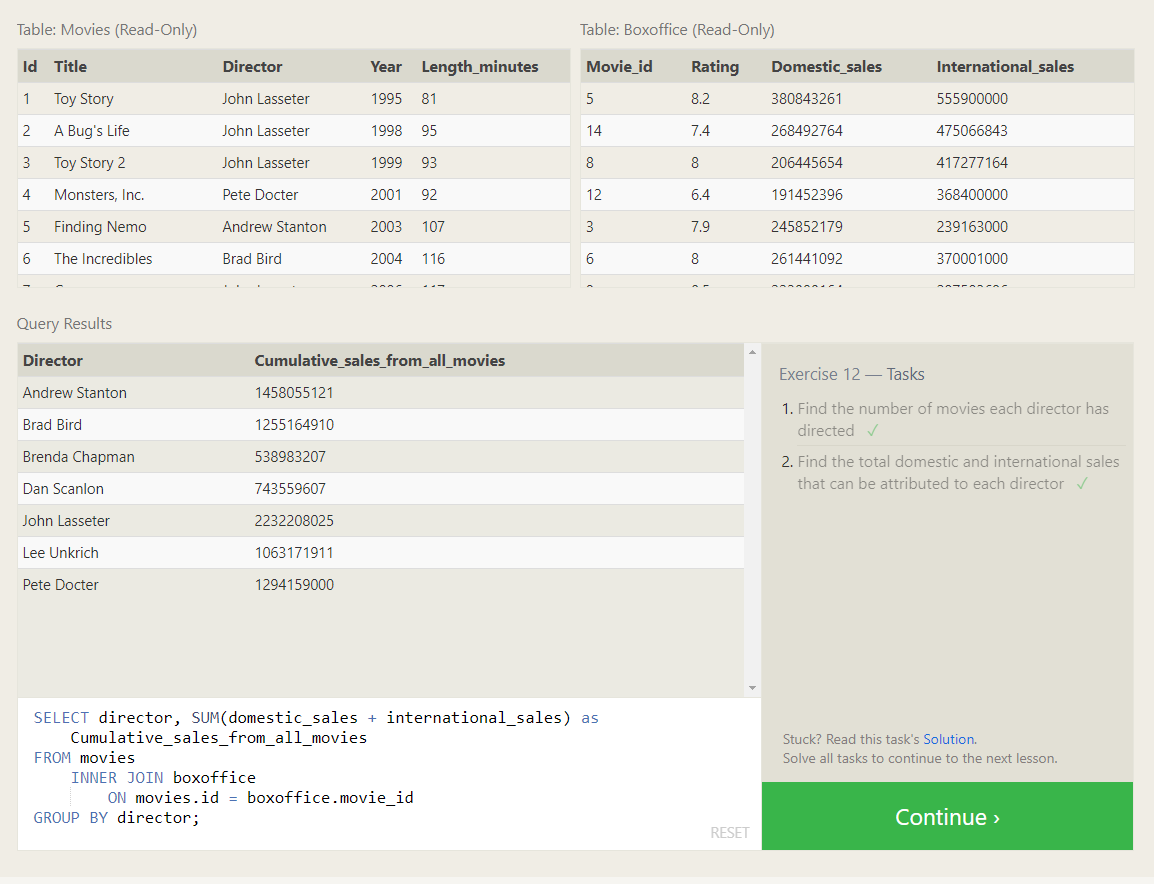 Table: Movies (Read-Only)
Id Title Director Year Length_minutes
1 Toy Story John Lasseter 1995 81
2 A Bug's Life John Lasseter 1998 95
3 Toy Story 2 John Lasseter 1999 93
4 Monsters, Inc. Pete Docter 2001 92
5 Finding Nemo Andrew Stanton 2003 107
6 The Incredibles Brad Bird 2004 116
Table: Boxoffice (Read-Only)
Movie_id Rating Domestic_sales International_sales
5 8.2 380843261 555900000
14 7.4 268492764 475066843
8 8 206445654 417277164
12 6.4 191452396 368400000
3 7.9 245852179 239163000
6 8 261441092 370001000
Query Results
Director Cumulative_sales_from_all_movies
Andrew Stanton 1458055121
Brad Bird 1255164910
Brenda Chapman 538983207
Dan Scanlon 743559607
John Lasseter 2232208025
Lee Unkrich 1063171911
Pete Docter 1294159000
SELECT director, SUM(domestic_sales + international_sales) as
Cumulative_sales_from_all_movies
FROM movies
INNER JOIN boxoffice
ON movies.id = boxoffice.movie_id
GROUP BY director;
RESET
Exercise 12 — Tasks
1. Find the number of movies each director has
directed ✓
2. Find the total domestic and international sales
that can be attributed to each director ✓
Stuck? Read this task's Solution.
Solve all tasks to continue to the next lesson.
Continue ›